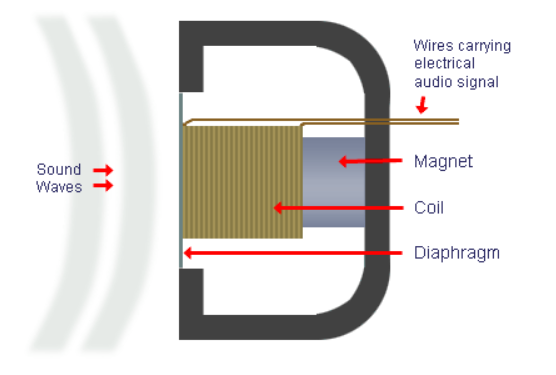 Wires carrying
electrical
audio signal
Magnet
Sound
Waves
Coil
Diaphragm